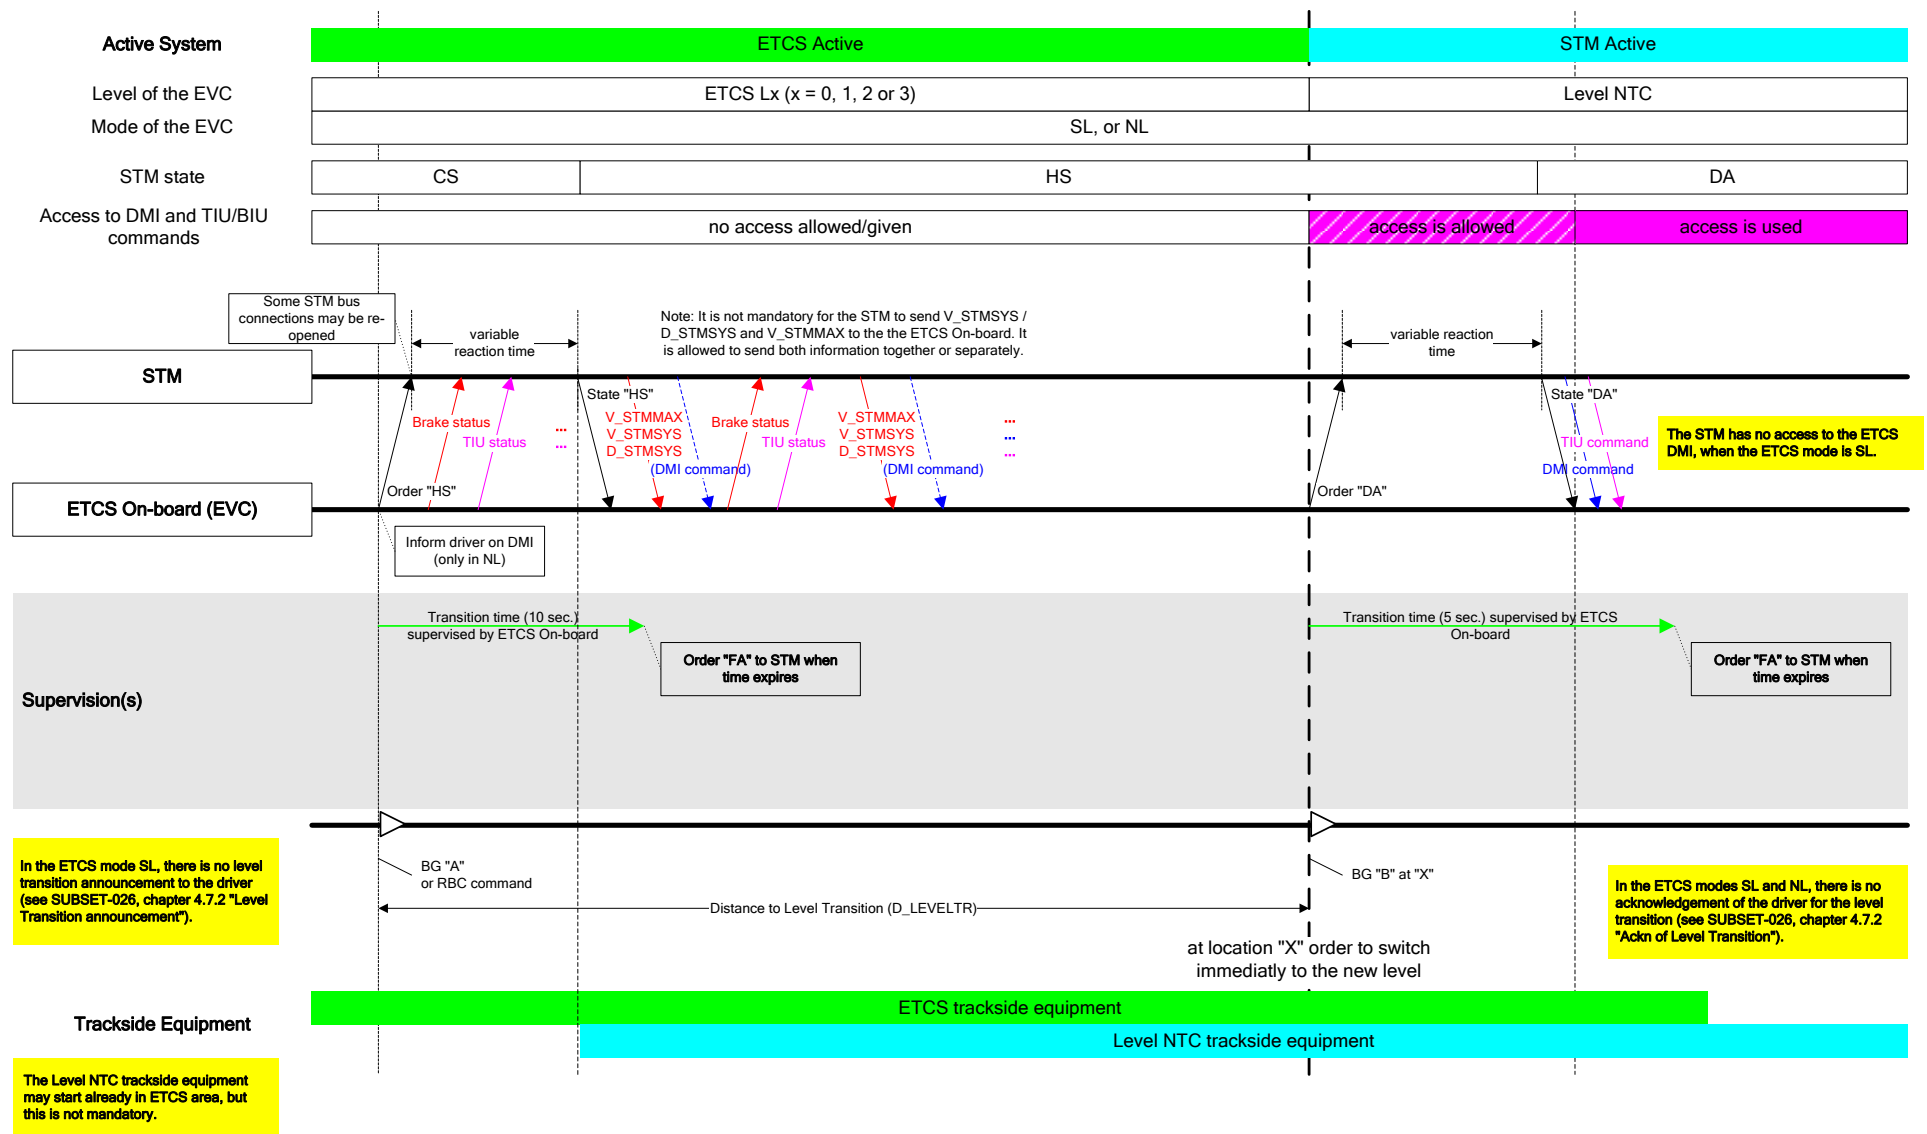 Active System
ETCS Active
STM Active
Level of the EVC
ETCS Lx (x = 0, 1, 2 or 3)
Level NTC
Mode of the EVC
SL, or NL
STM state
CS
HS
DA
Access to DMI and TIU/BIU
commands
no access allowed/given
access is allowed
access is used
Some STM bus
connections may be re-
opened
variable
reaction time
Note: It is not mandatory for the STM to send V_STMSYS /
D_STMSYS and V_STMMAX to the the ETCS On-board. It
is allowed to send both information together or separately.
variable reaction
time
STM
State "HS"
State "DA"
Brake status
TIU status
...
...
V_STMMAX
V_STMSYS
D_STMSYS
(DMI command)
Brake status
TIU status
V_STMMAX
V_STMSYS
D_STMSYS
(DMI command)
...
...
...
TIU command
DMI command
The STM has no access to the ETCS
DMI, when the ETCS mode is SL.
Order "HS"
Order "DA"
ETCS On-board (EVC)
Inform driver on DMI
(only in NL)
Transition time (10 sec.)
supervised by ETCS On-board
Transition time (5 sec.) supervised by ETCS
On-board
Order "FA" to STM when
time expires
Order "FA" to STM when
time expires
Supervision(s)
In the ETCS mode SL, there is no level
transition announcement to the driver
(see SUBSET-026, chapter 4.7.2 "Level
Transition announcement").
BG "A"
or RBC command
BG "B" at "X"
In the ETCS modes SL and NL, there is no
acknowledgement of the driver for the level
transition (see SUBSET-026, chapter 4.7.2
"Ackn of Level Transition").
Distance to Level Transition (D_LEVELTR)
at location "X" order to switch
immediatly to the new level
Trackside Equipment
ETCS trackside equipment
Level NTC trackside equipment
The Level NTC trackside equipment
may start already in ETCS area, but
this is not mandatory.